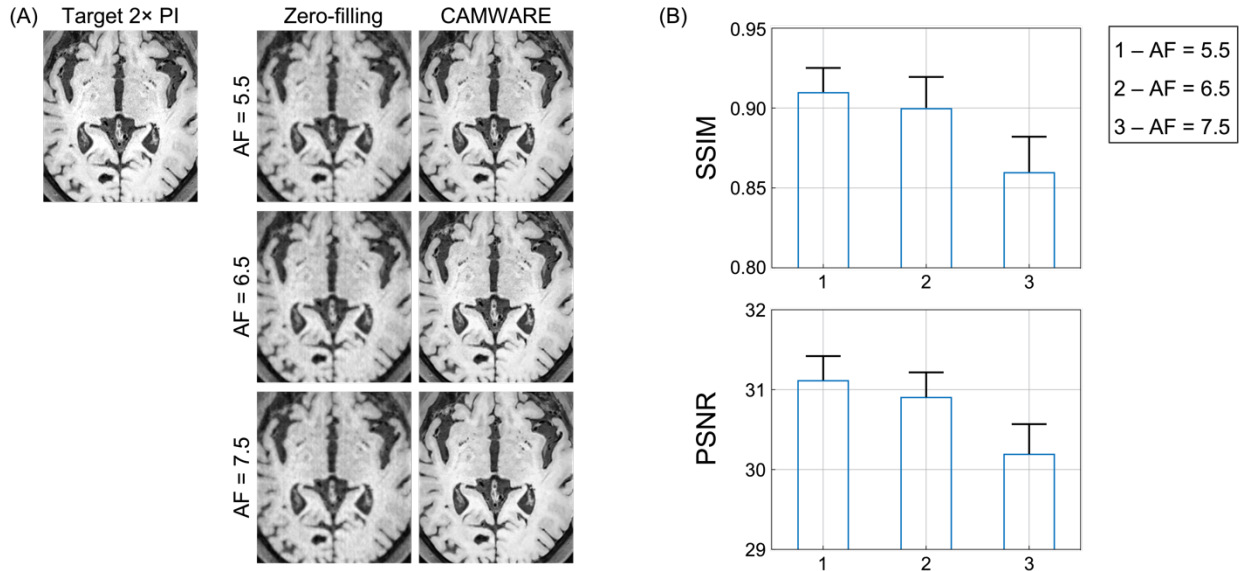 (A)
Target 2× PI
Zero-filling
CAMWARE
AF = 5.5
AF = 6.5
AF = 7.5
(B)
SSIM
0.95
0.90
0.85
0.80
1
2
3
PSNR
32
31
30
29
1
2
3
1 – AF = 5.5
2 – AF = 6.5
3 – AF = 7.5